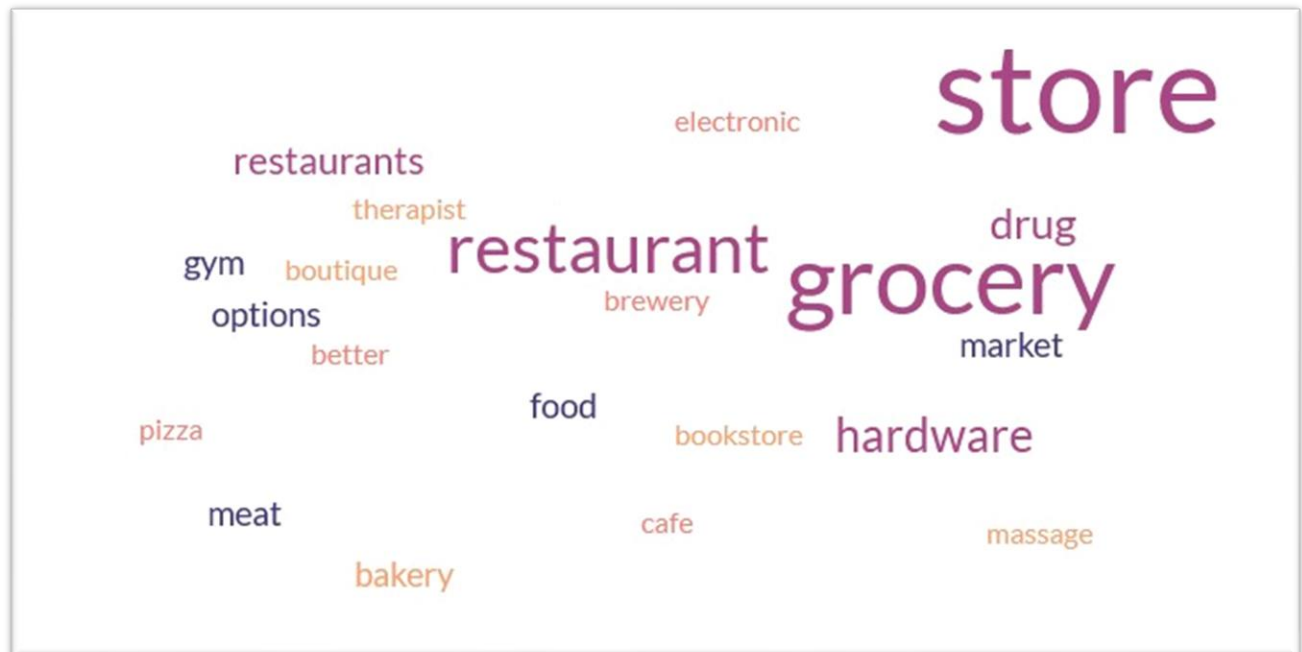 store
electronic
restaurants
therapist
drug
restaurant
gym
boutique
grocery
brewery
options
market
better
food
pizza
bookstore
hardware
meat
cafe
massage
bakery